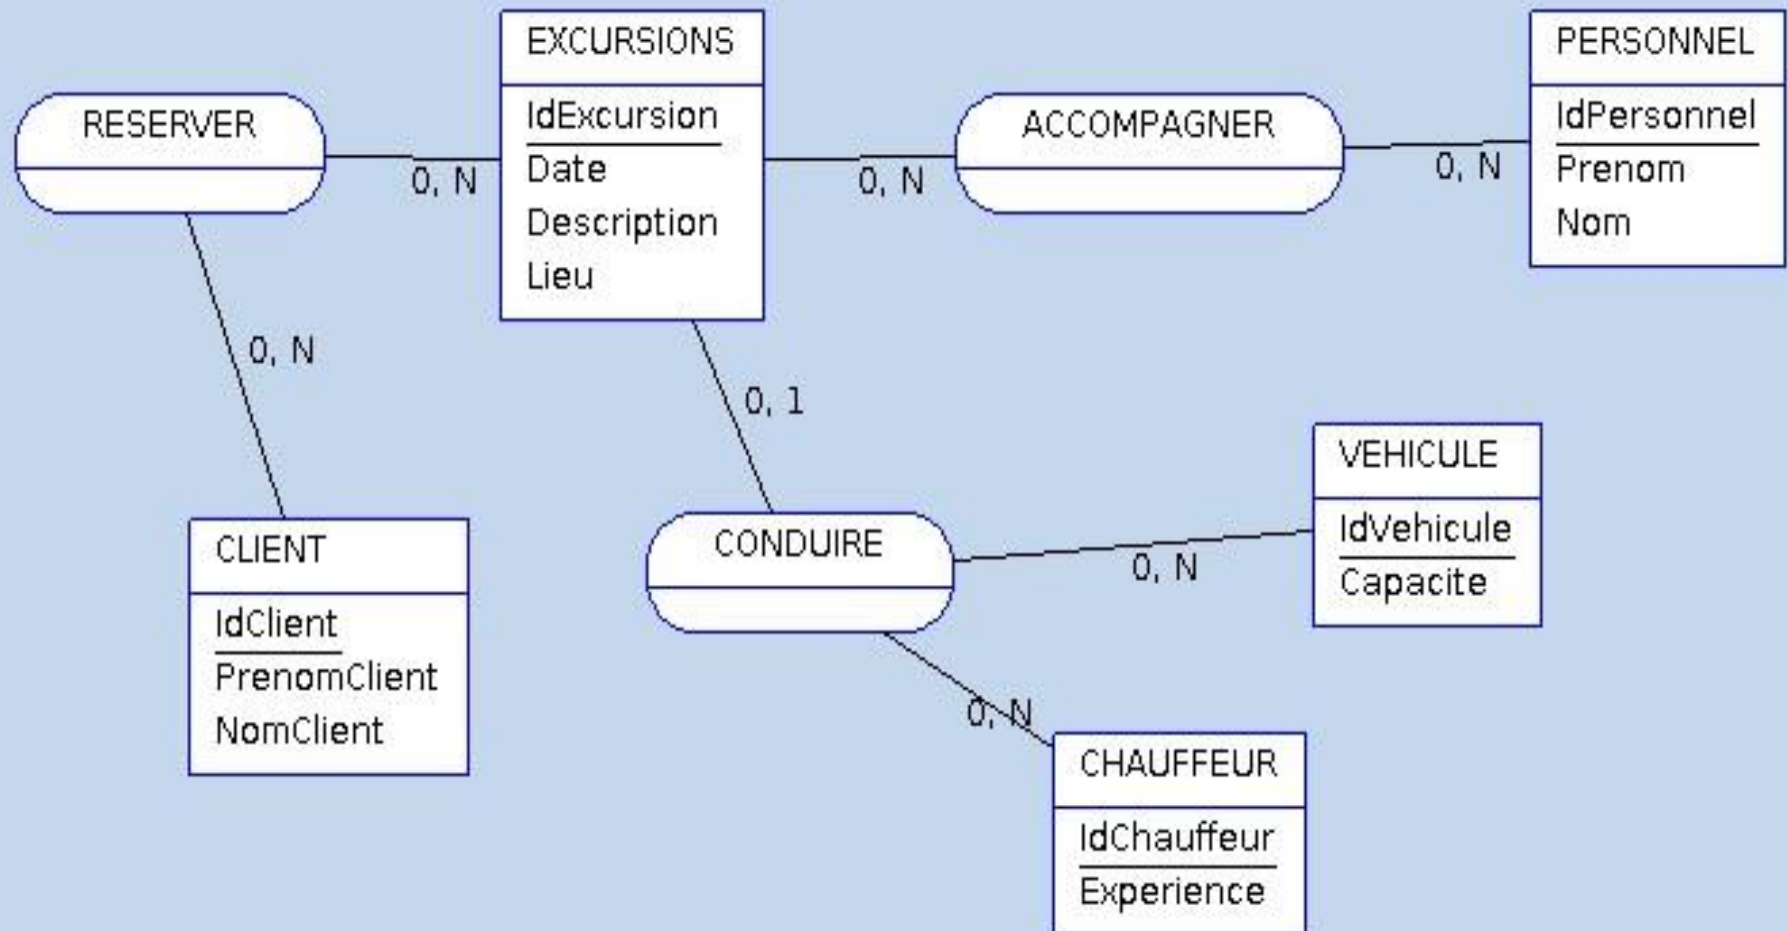 EXCURSIONS
IdExcursion
Date
Description
Lieu
PERSONNEL
IdPersonnel
Prenom
Nom
RESERVER
ACCOMPAGNER
0, N
0, N
0, N
0, N
0, 1
CLIENT
IdClient
PrenomClient
NomClient
CONDUIRE
0, N
VEHICULE
IdVehicule
Capacite
0, N
CHAUFFEUR
IdChauffeur
Experience